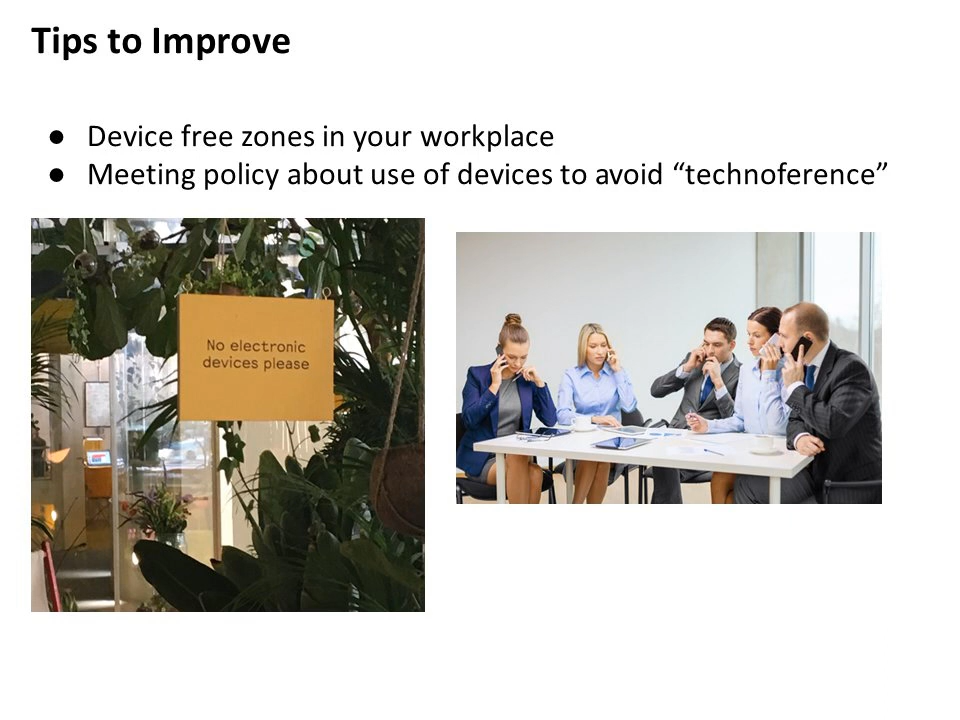 Tips to Improve
● Device free zones in your workplace
● Meeting policy about use of devices to avoid “technoference”
No electronic
devices please